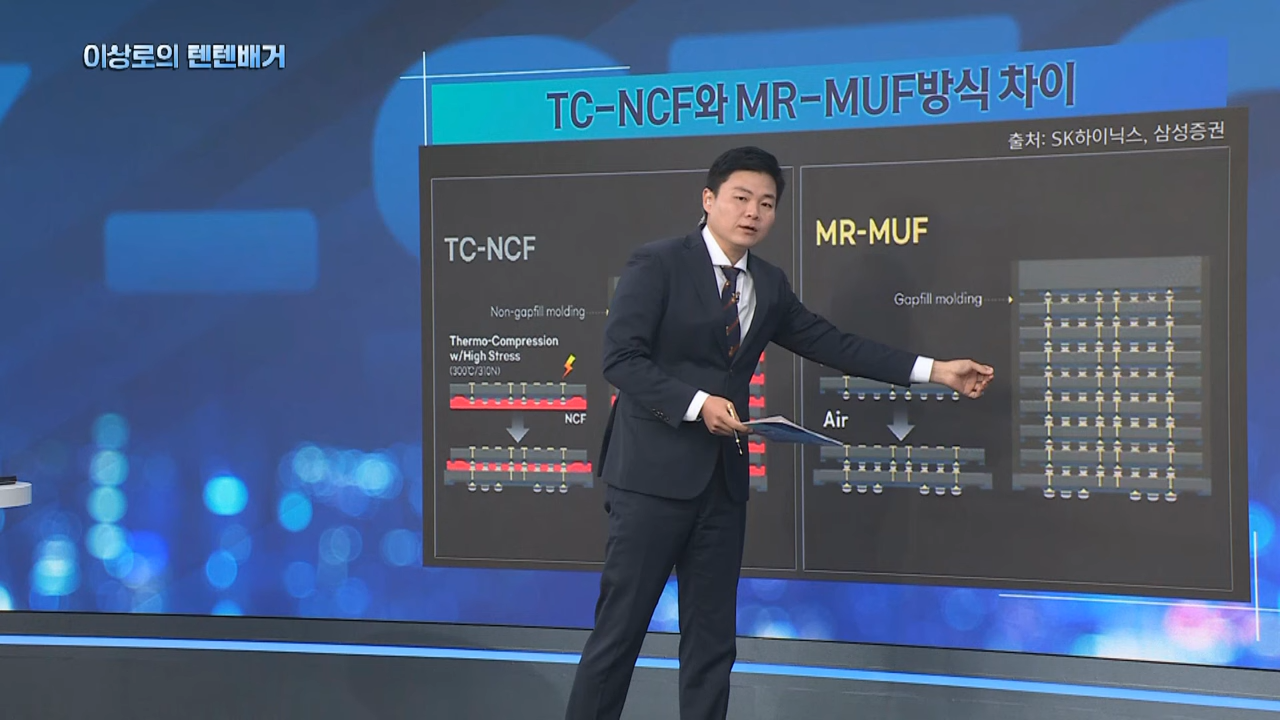 이상로의 텐텐배거
TC-NCF와 MR-MUF방식 차이
출처: SK하이닉스, 삼성증권
TC-NCF
Non-gapfill molding
Thermo-Compression
w/High Stress
(300℃/310N)
NCF
MR-MUF
Gapfill molding
Air